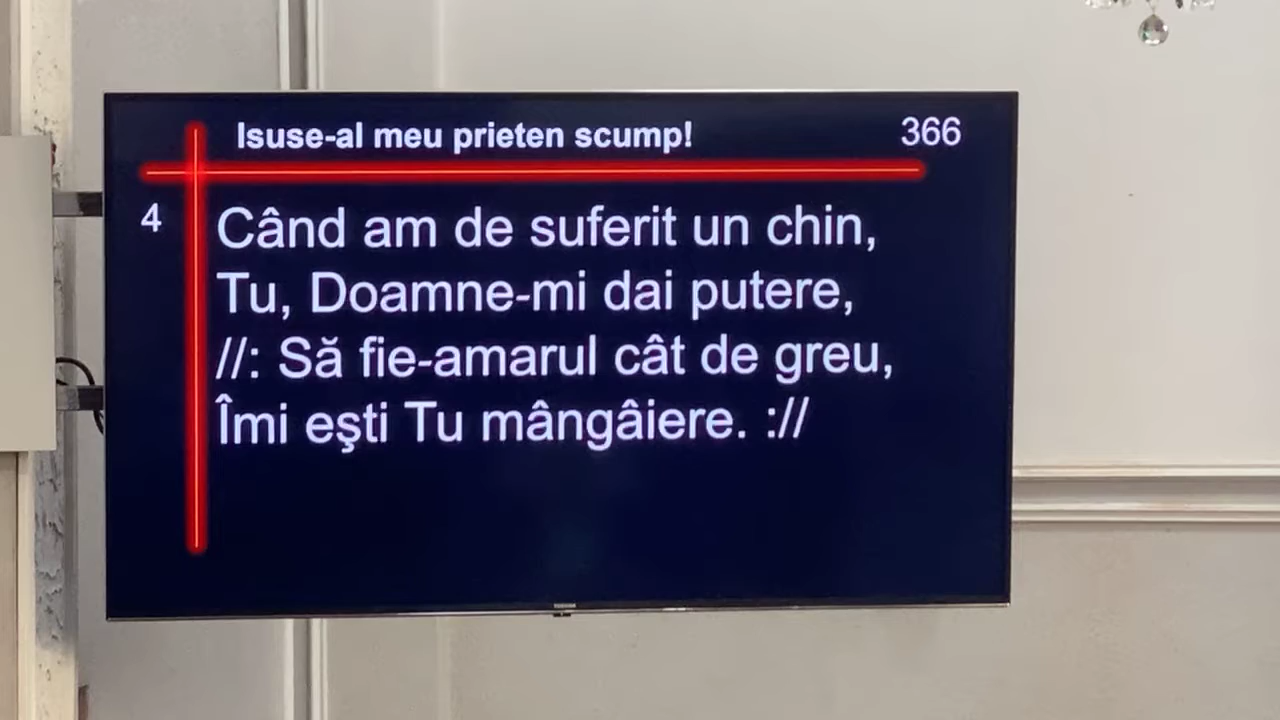 Isuse-al meu prieten scump!
366
4
Când am de suferit un chin,
Tu, Doamne-mi dai putere,
//: Să fie-amarul cât de greu,
Îmi eşti Tu mângâiere. ://